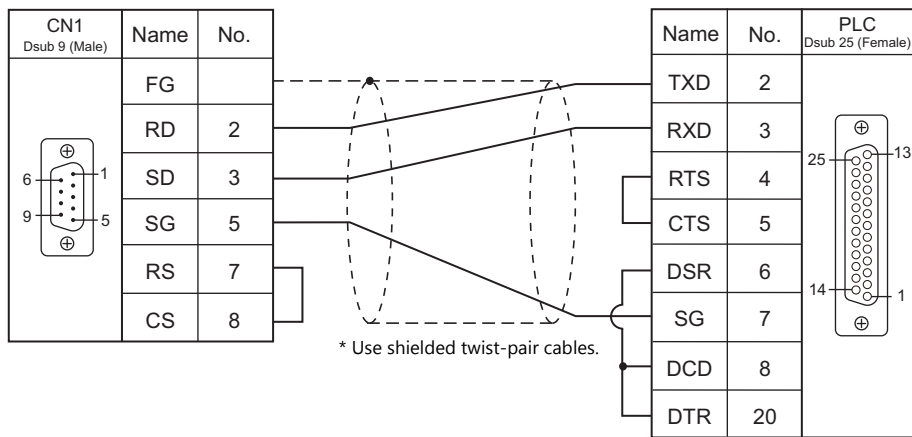 CN1
Dsub 9 (Male)
Name No.
FG
RD 2
SD 3
SG 5
RS 7
CS 8
6
1
9
5
* Use shielded twist-pair cables.
Name No.
PLC
Dsub 25 (Female)
TXD 2
RXD 3
RTS 4
CTS 5
DSR 6
SG 7
DCD 8
DTR 20
25
13
14
1